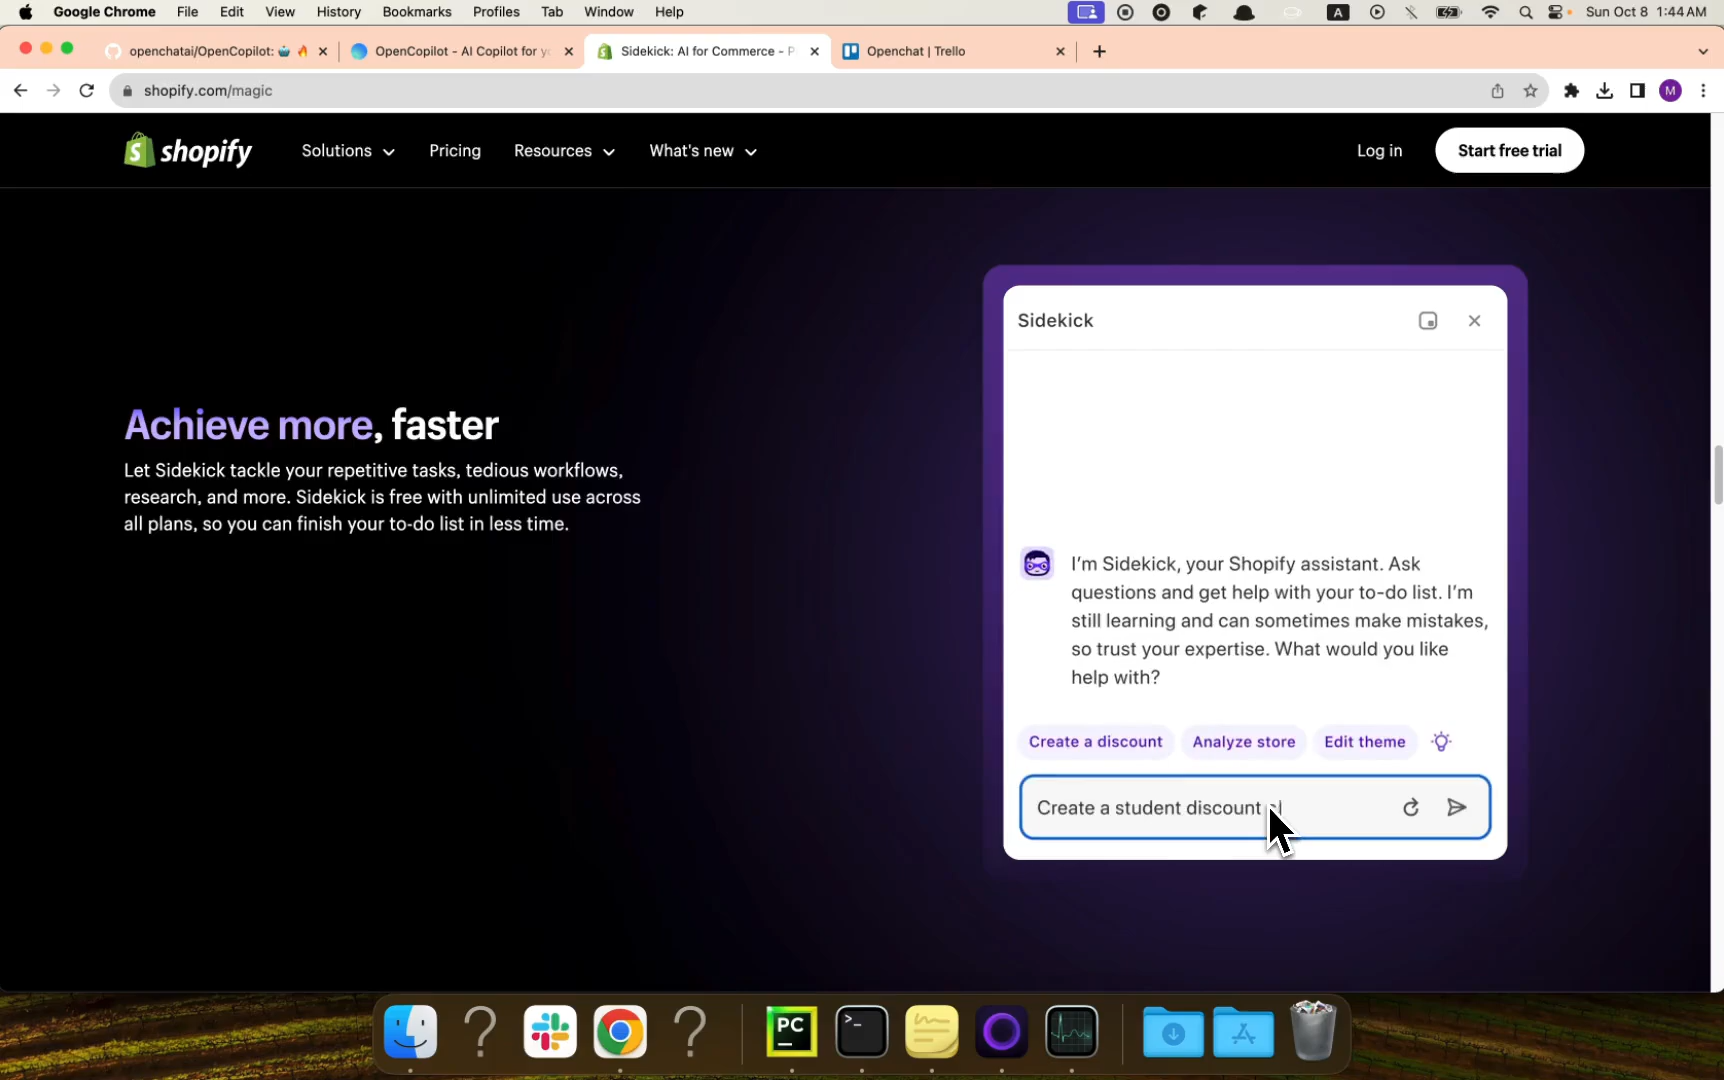 Google Chrome File Edit View History Bookmarks Profiles Tab Window Help A Sun Oct 8 1:44 AM
openchatai/OpenCopilot: OpenCopilot - AI Copilot for yo Sidekick: AI for Commerce - P Openchat | Trello
shopify.com/magic M
shopify Solutions Pricing Resources What's new Log in Start free trial
Sidekick
Achieve more, faster
Let Sidekick tackle your repetitive tasks, tedious workflows,
research, and more. Sidekick is free with unlimited use across
all plans, so you can finish your to-do list in less time.
I'm Sidekick, your Shopify assistant. Ask
questions and get help with your to-do list. I'm
still learning and can sometimes make mistakes,
so trust your expertise. What would you like
help with?
Create a discount Analyze store Edit theme
Create a student discount
PC